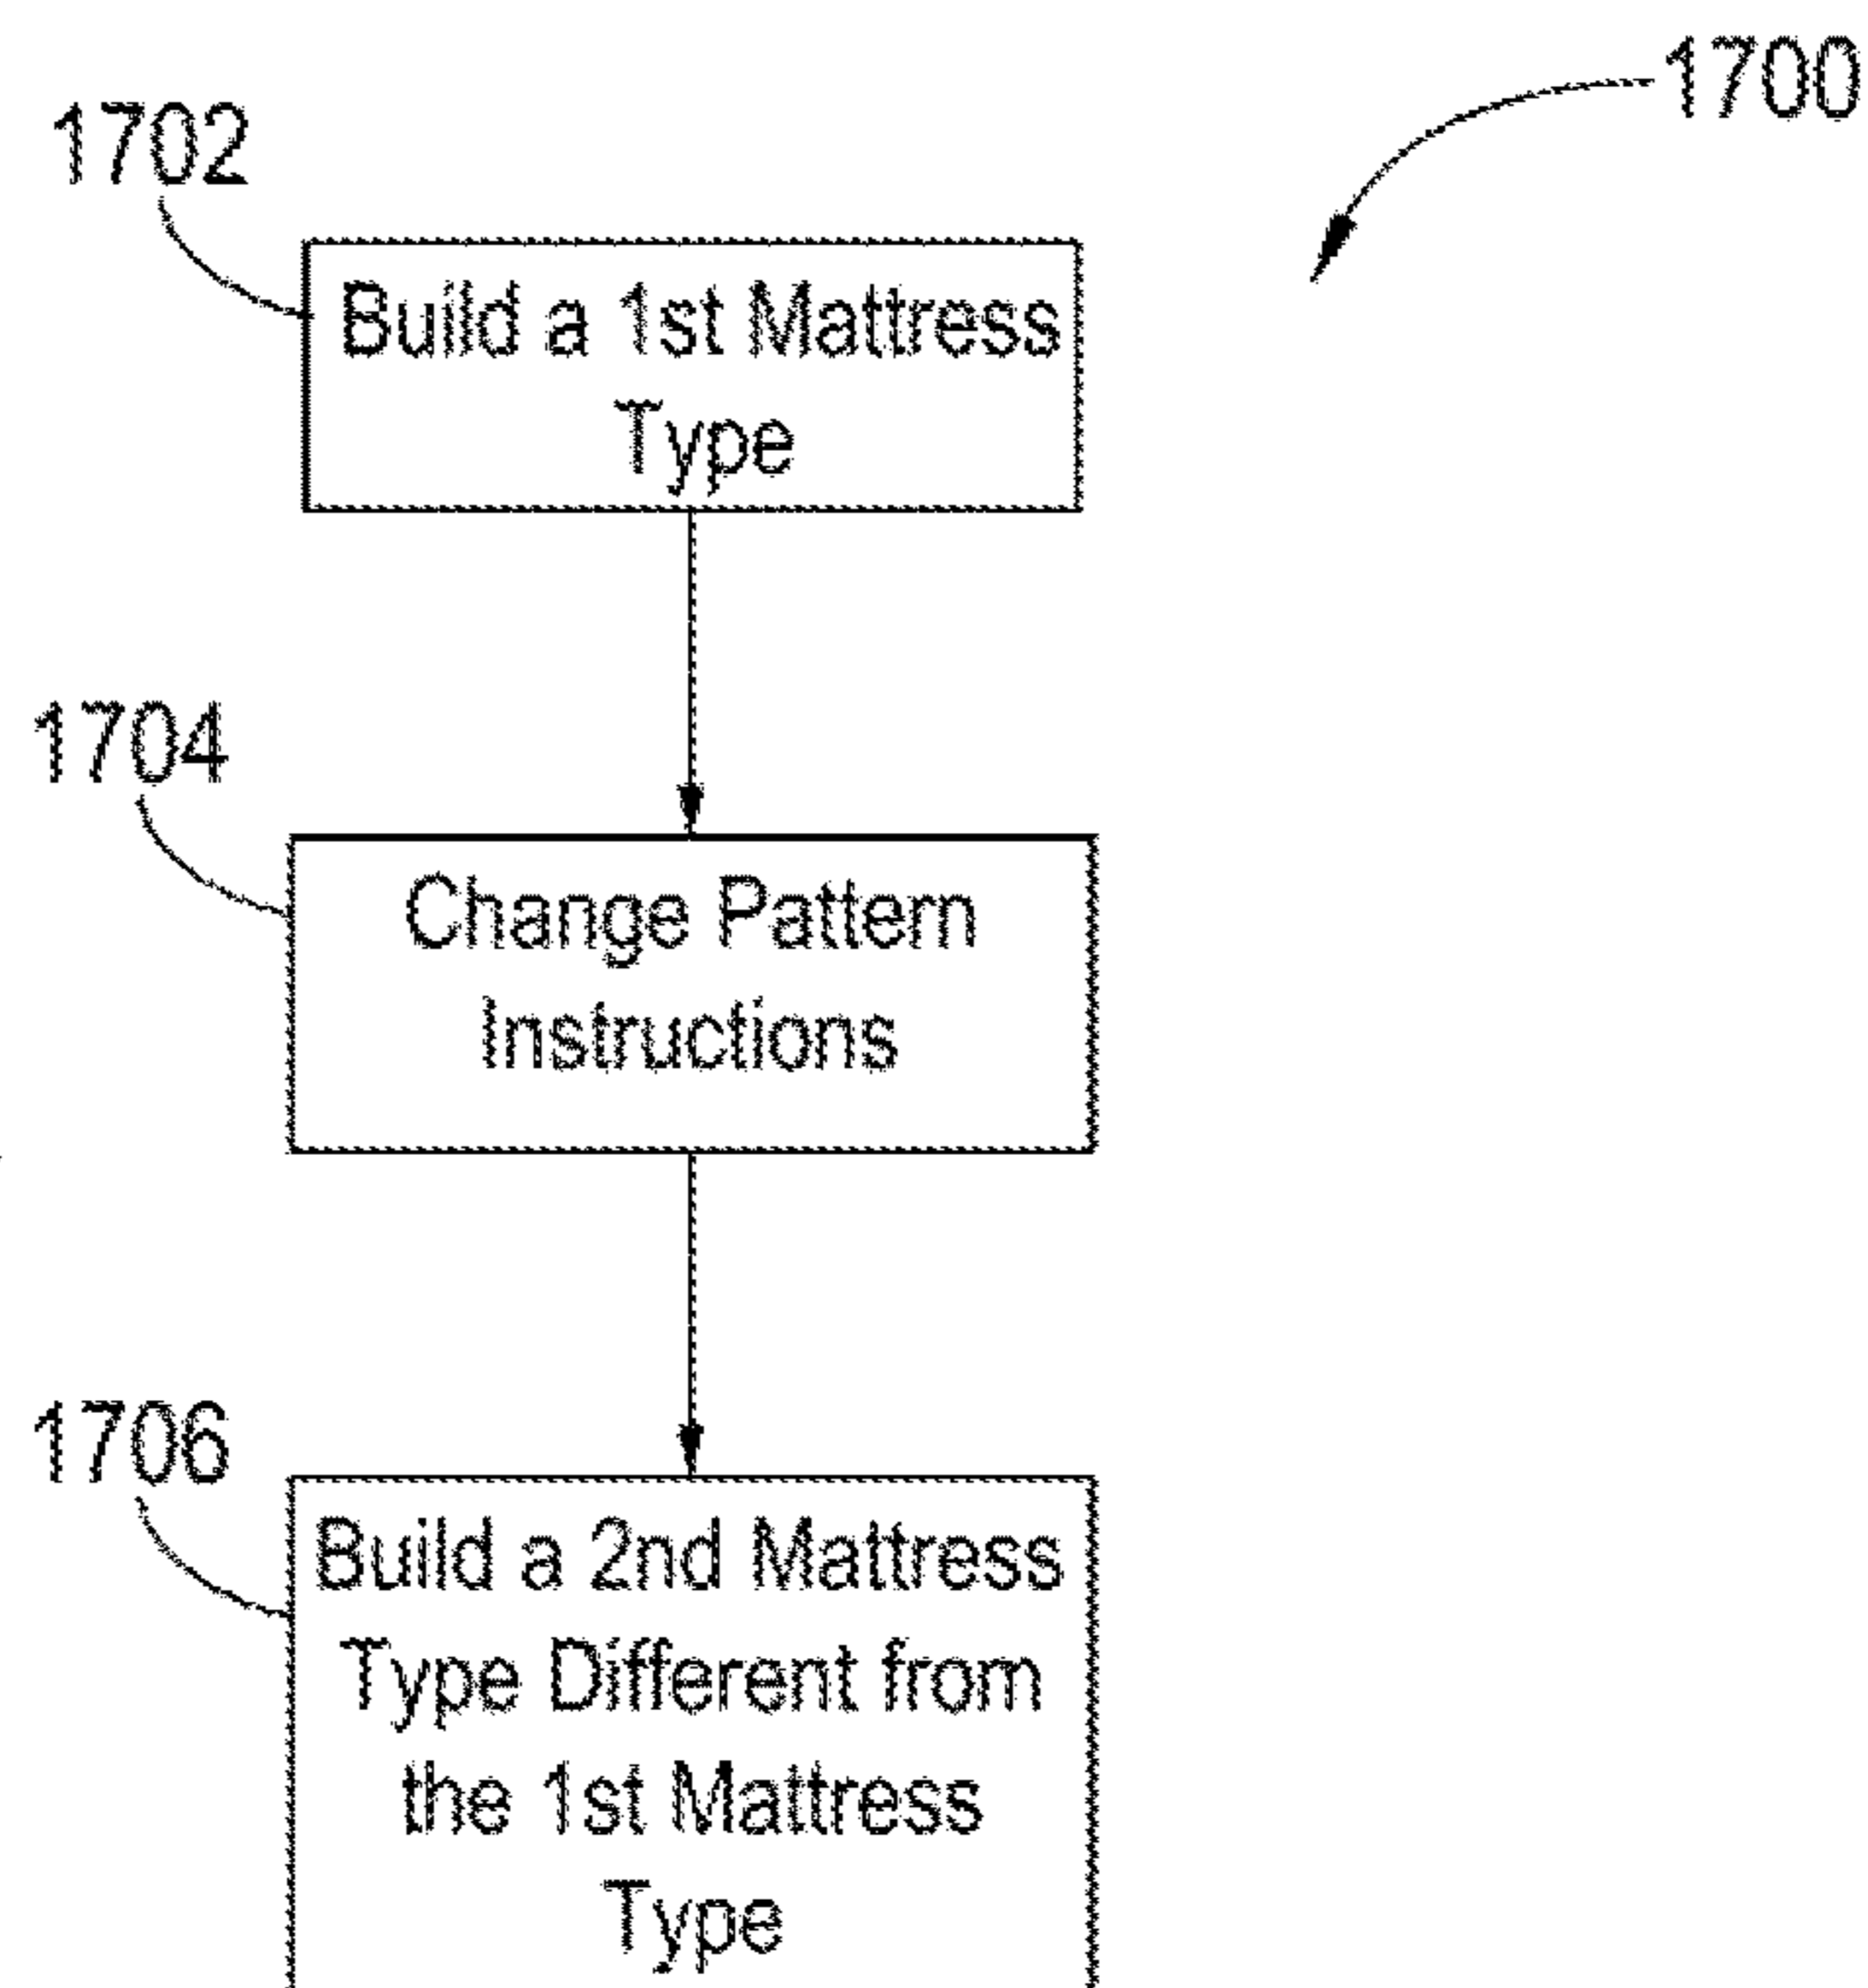 1700
1702
Build a 1st Mattress
Type
1704
Change Pattern
Instructions
1706
Build a 2nd Mattress
Type Different from
the 1st Mattress
Type